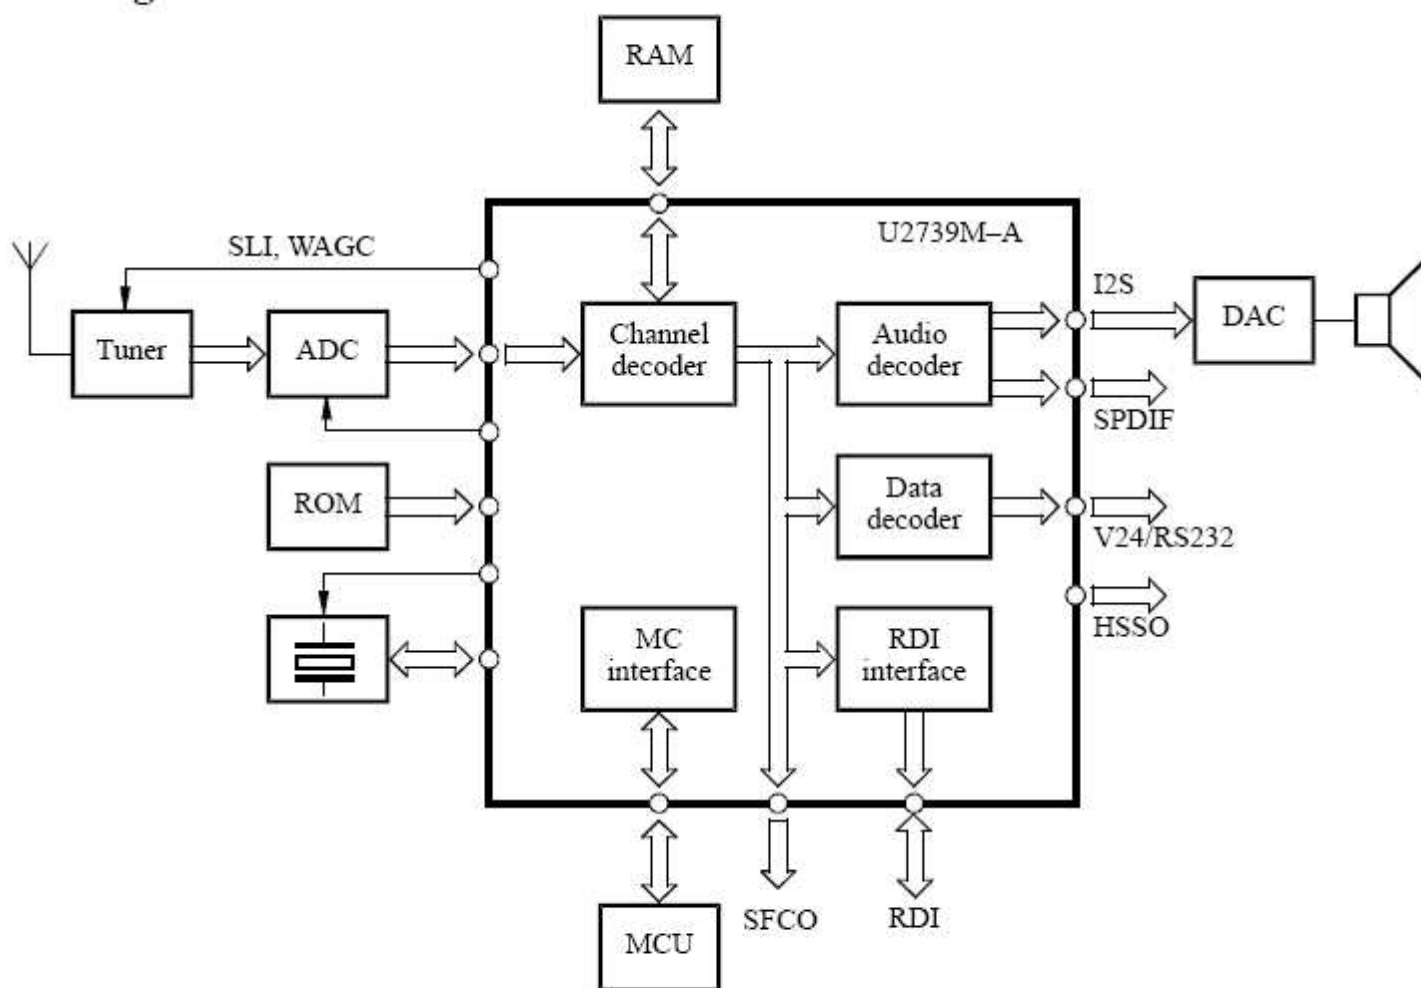 RAM
U2739M–A
SLI, WAGC
I2S
Tuner
ADC
Channel
decoder
Audio
decoder
DAC
SPDIF
ROM
Data
decoder
V24/RS232
HSSO
MC
interface
RDI
interface
SFCO
RDI
MCU